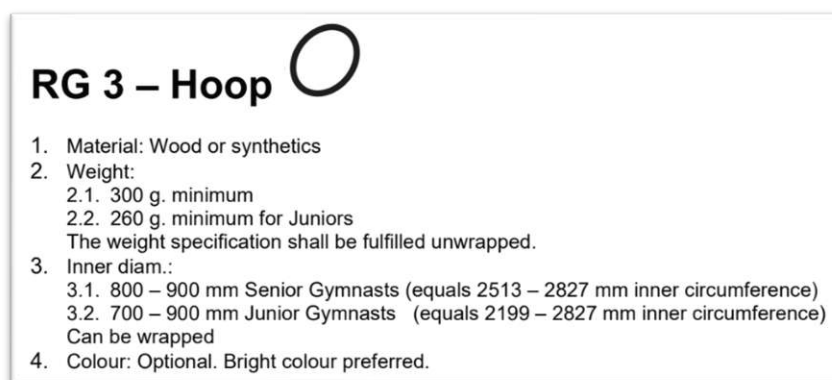 RG 3 – Hoop
1. Material: Wood or synthetics
2. Weight:
2.1. 300 g. minimum
2.2. 260 g. minimum for Juniors
The weight specification shall be fulfilled unwrapped.
3. Inner diam.:
3.1. 800 – 900 mm Senior Gymnasts (equals 2513 – 2827 mm inner circumference)
3.2. 700 – 900 mm Junior Gymnasts (equals 2199 – 2827 mm inner circumference)
Can be wrapped
4. Colour: Optional. Bright colour preferred.